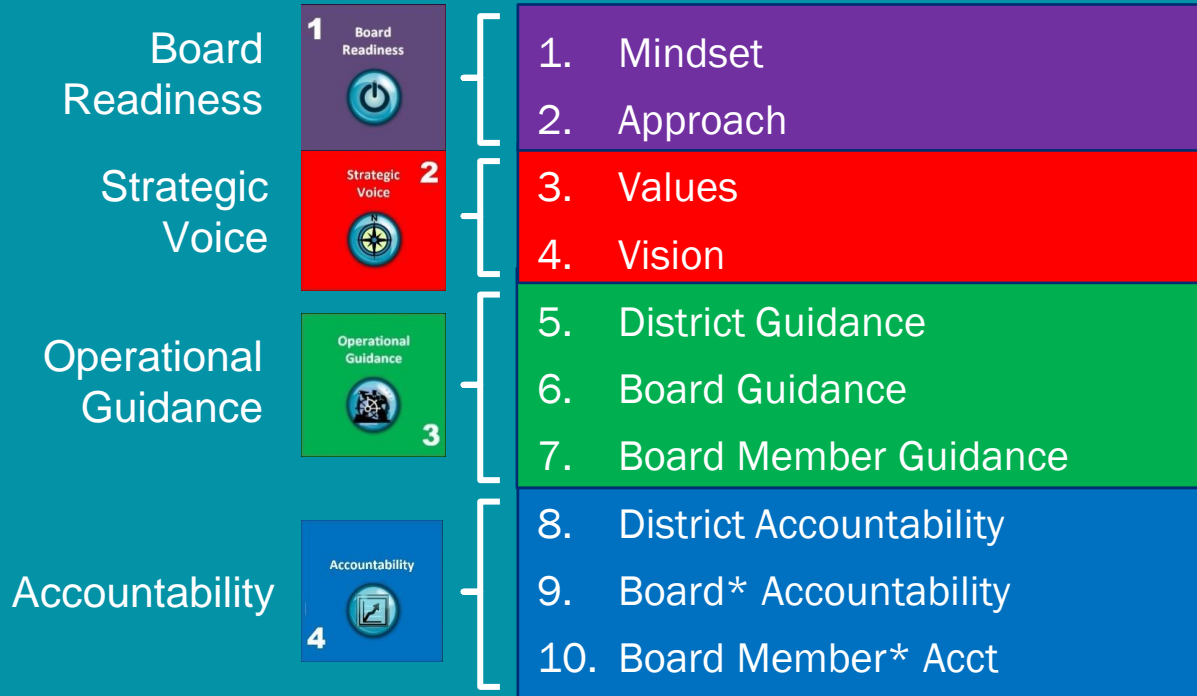 Board
Readiness
1
Board
Readiness
1. Mindset
2. Approach
Strategic
Voice
Strategic 2
Voice
N
3. Values
4. Vision
Operational
Guidance
Operational
Guidance
3
5. District Guidance
6. Board Guidance
7. Board Member Guidance
Accountability
Accountability
4
8. District Accountability
9. Board* Accountability
10. Board Member* Acct